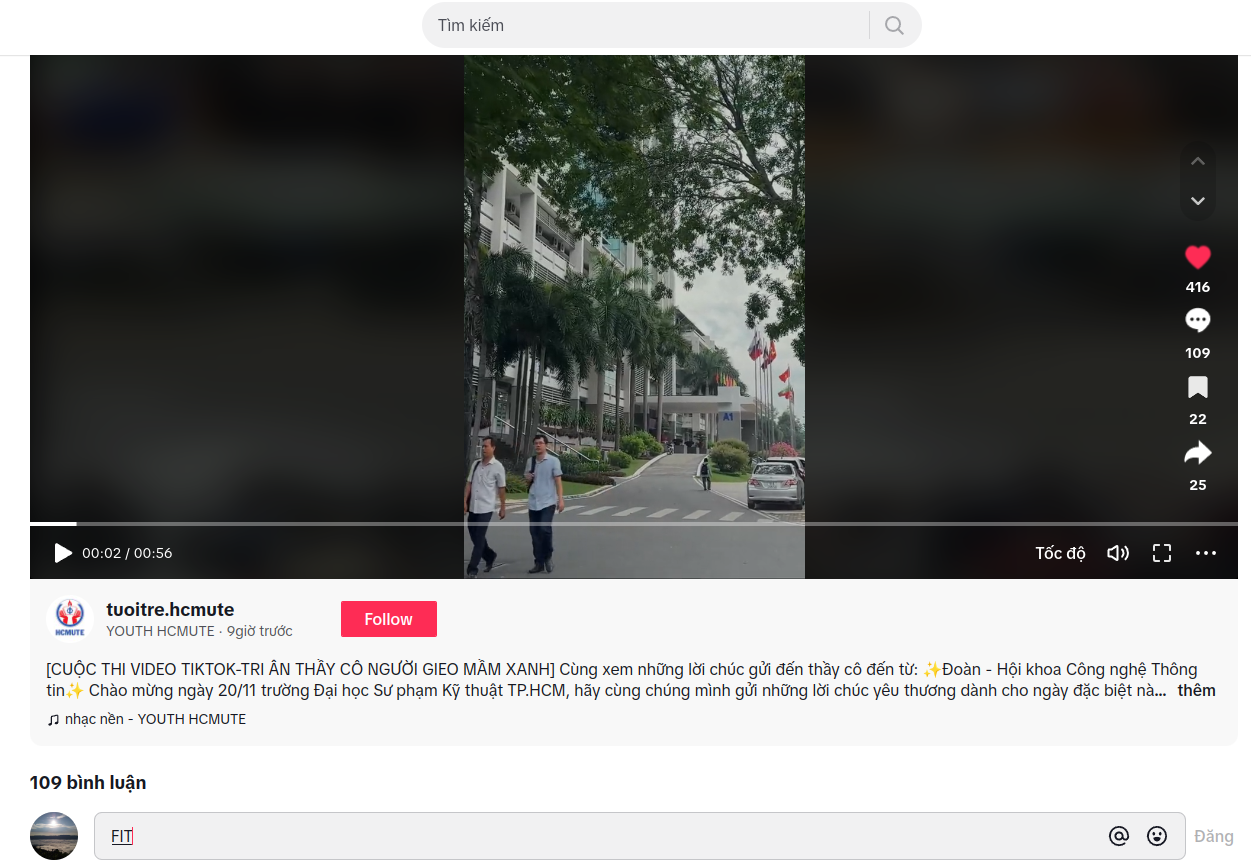 Tìm kiếm
A1
416
109
22
25
00:02 / 00:56
Tốc độ
HCMUTE
tuoitre.hcmute
YOUTH HCMUTE · 9giờ trước
Follow
[CUỘC THI VIDEO TIKTOK-TRI ÂN THẦY CÔ NGƯỜI GIEO MẦM XANH] Cùng xem những lời chúc gửi đến thầy cô đến từ: ✨Đoàn - Hội khoa Công nghệ Thông
tin✨ Chào mừng ngày 20/11 trường Đại học Sư phạm Kỹ thuật TP.HCM, hãy cùng chúng mình gửi những lời chúc yêu thương dành cho ngày đặc biệt nà... thêm
nhạc nền - YOUTH HCMUTE
109 bình luận
FIT
Đăng